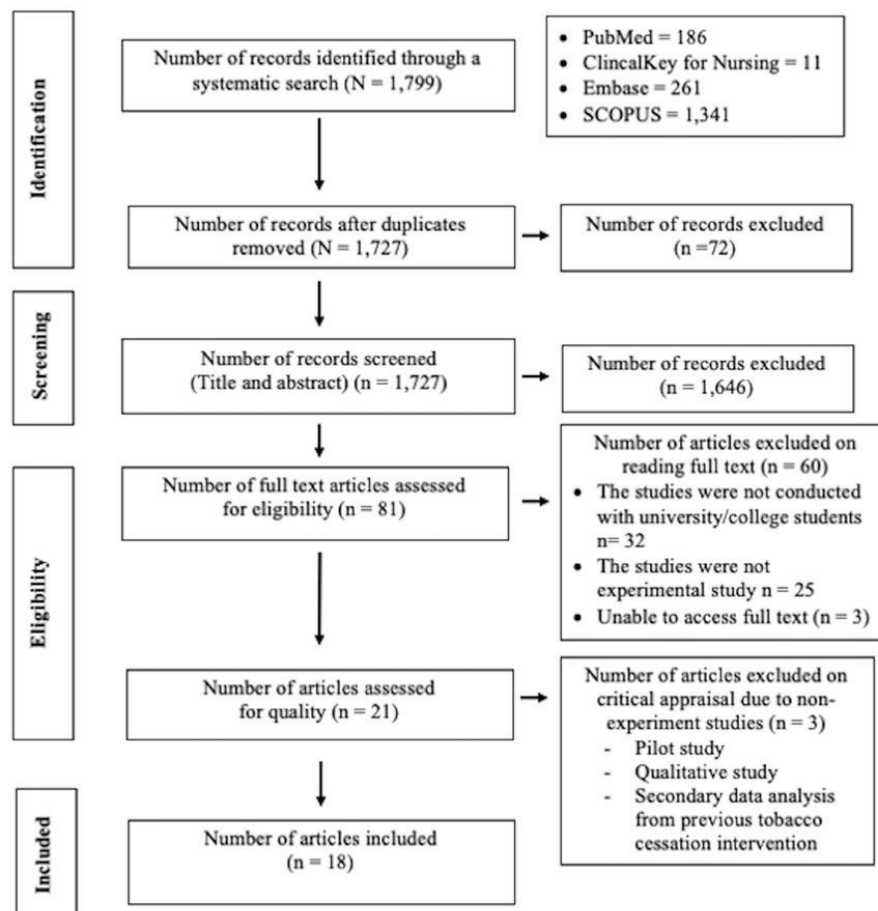 Identification
Number of records identified through a
systematic search (N = 1,799)
• PubMed = 186
• ClincalKey for Nursing = 11
• Embase = 261
• SCOPUS = 1,341
Number of records after duplicates
removed (N = 1,727)
Number of records excluded
(n =72)
Screening
Number of records screened
(Title and abstract) (n = 1,727)
Number of records excluded
(n = 1,646)
Eligibility
Number of full text articles assessed
for eligibility (n = 81)
Number of articles excluded on
reading full text (n = 60)
• The studies were not conducted
with university/college students
n= 32
• The studies were not
experimental study n = 25
• Unable to access full text (n = 3)
Number of articles assessed
for quality (n = 21)
Number of articles excluded on
critical appraisal due to non-
experiment studies (n = 3)
- Pilot study
- Qualitative study
- Secondary data analysis
from previous tobacco
cessation intervention
Included
Number of articles included
(n = 18)